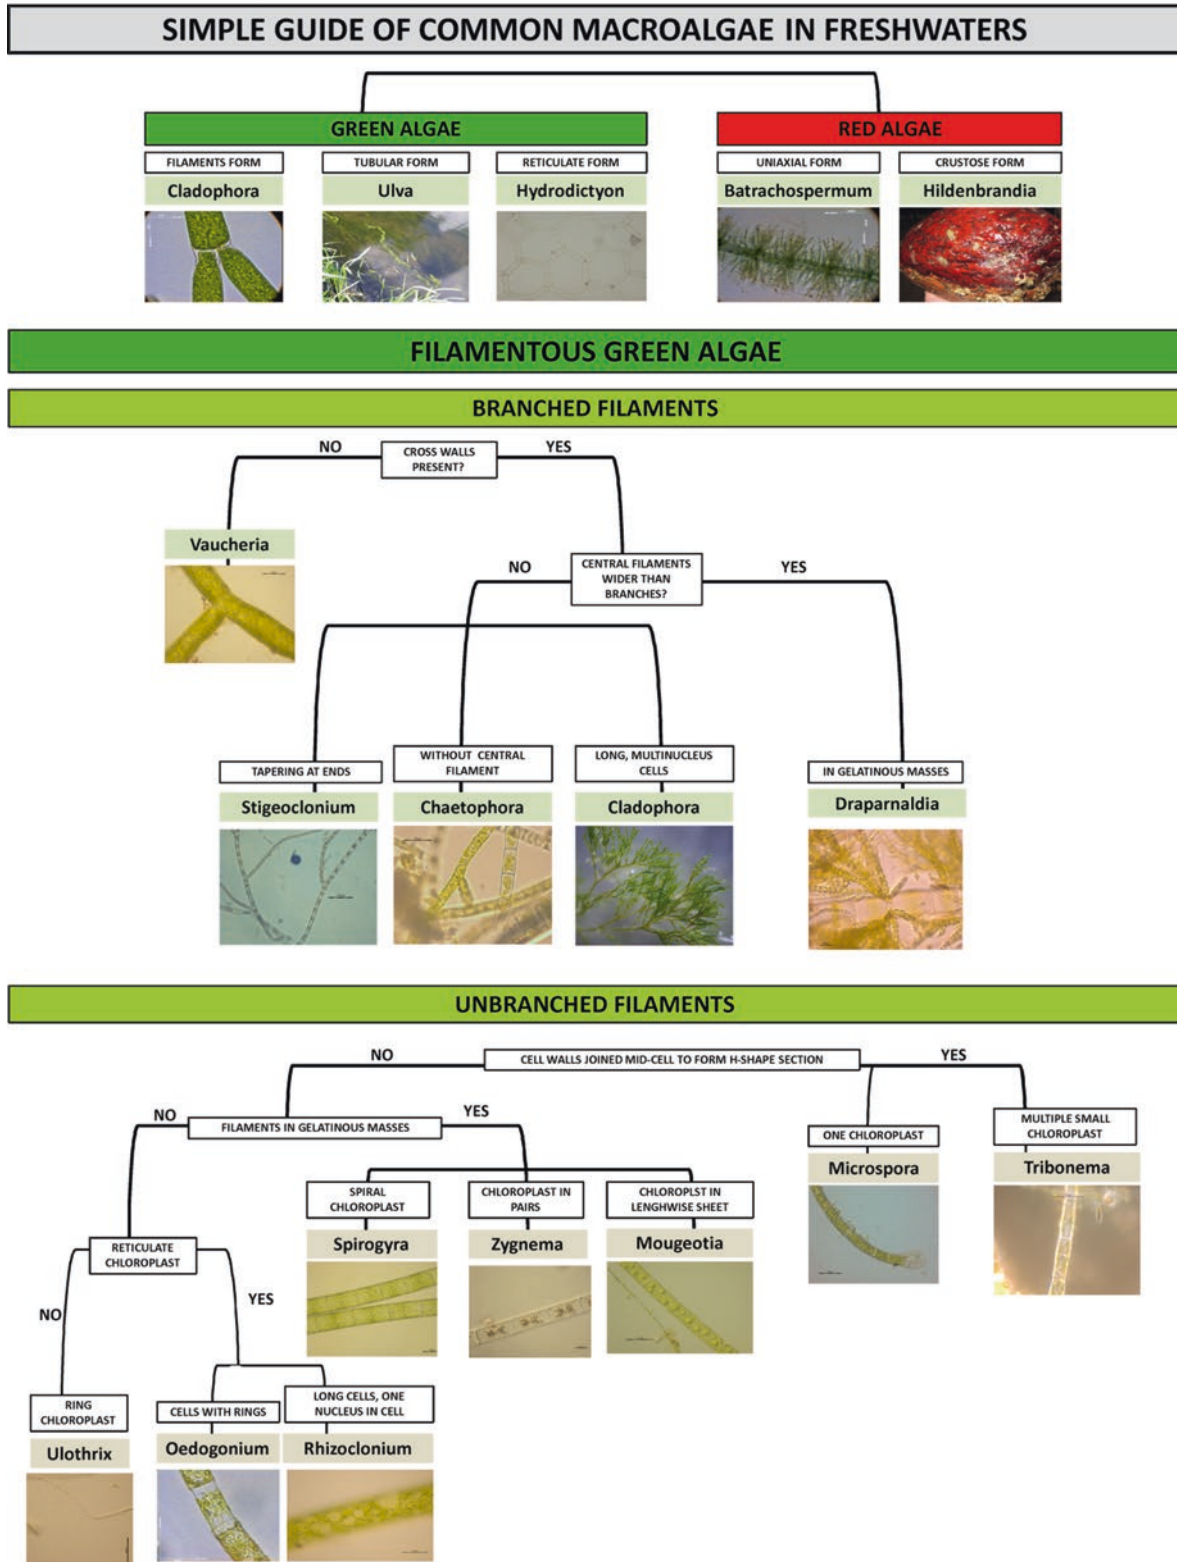 SIMPLE GUIDE OF COMMON MACROALGAE IN FRESHWATERS
GREEN ALGAE
RED ALGAE
FILAMENTS FORM
TUBULAR FORM
RETICULATE FORM
UNIAXIAL FORM
CRUSTOSE FORM
Cladophora
Ulva
Hydrodictyon
Batrachospermum
Hildenbrandia
FILAMENTOUS GREEN ALGAE
BRANCHED FILAMENTS
NO
CROSS WALLS
PRESENT?
YES
Vaucheria
NO
CENTRAL FILAMENTS
WIDER THAN
BRANCHES?
YES
TAPERING AT ENDS
WITHOUT CENTRAL
FILAMENT
LONG, MULTINUCLEUS
CELLS
IN GELATINOUS MASSES
Stigeoclonium
Chaetophora
Cladophora
Draparnaldia
UNBRANCHED FILAMENTS
NO
CELL WALLS JOINED MID-CELL TO FORM H-SHAPE SECTION
YES
NO
FILAMENTS IN GELATINOUS MASSES
YES
ONE CHLOROPLAST
MULTIPLE SMALL
CHLOROPLAST
Microspora
Tribonema
SPIRAL
CHLOROPLAST
CHLOROPLAST IN
PAIRS
CHLOROPLST IN
LENGHWISE SHEET
Spirogyra
Zygnema
Mougeotia
RETICULATE
CHLOROPLAST
NO
YES
RING
CHLOROPLAST
CELLS WITH RINGS
LONG CELLS, ONE
NUCLEUS IN CELL
Ulothrix
Oedogonium
Rhizoclonium